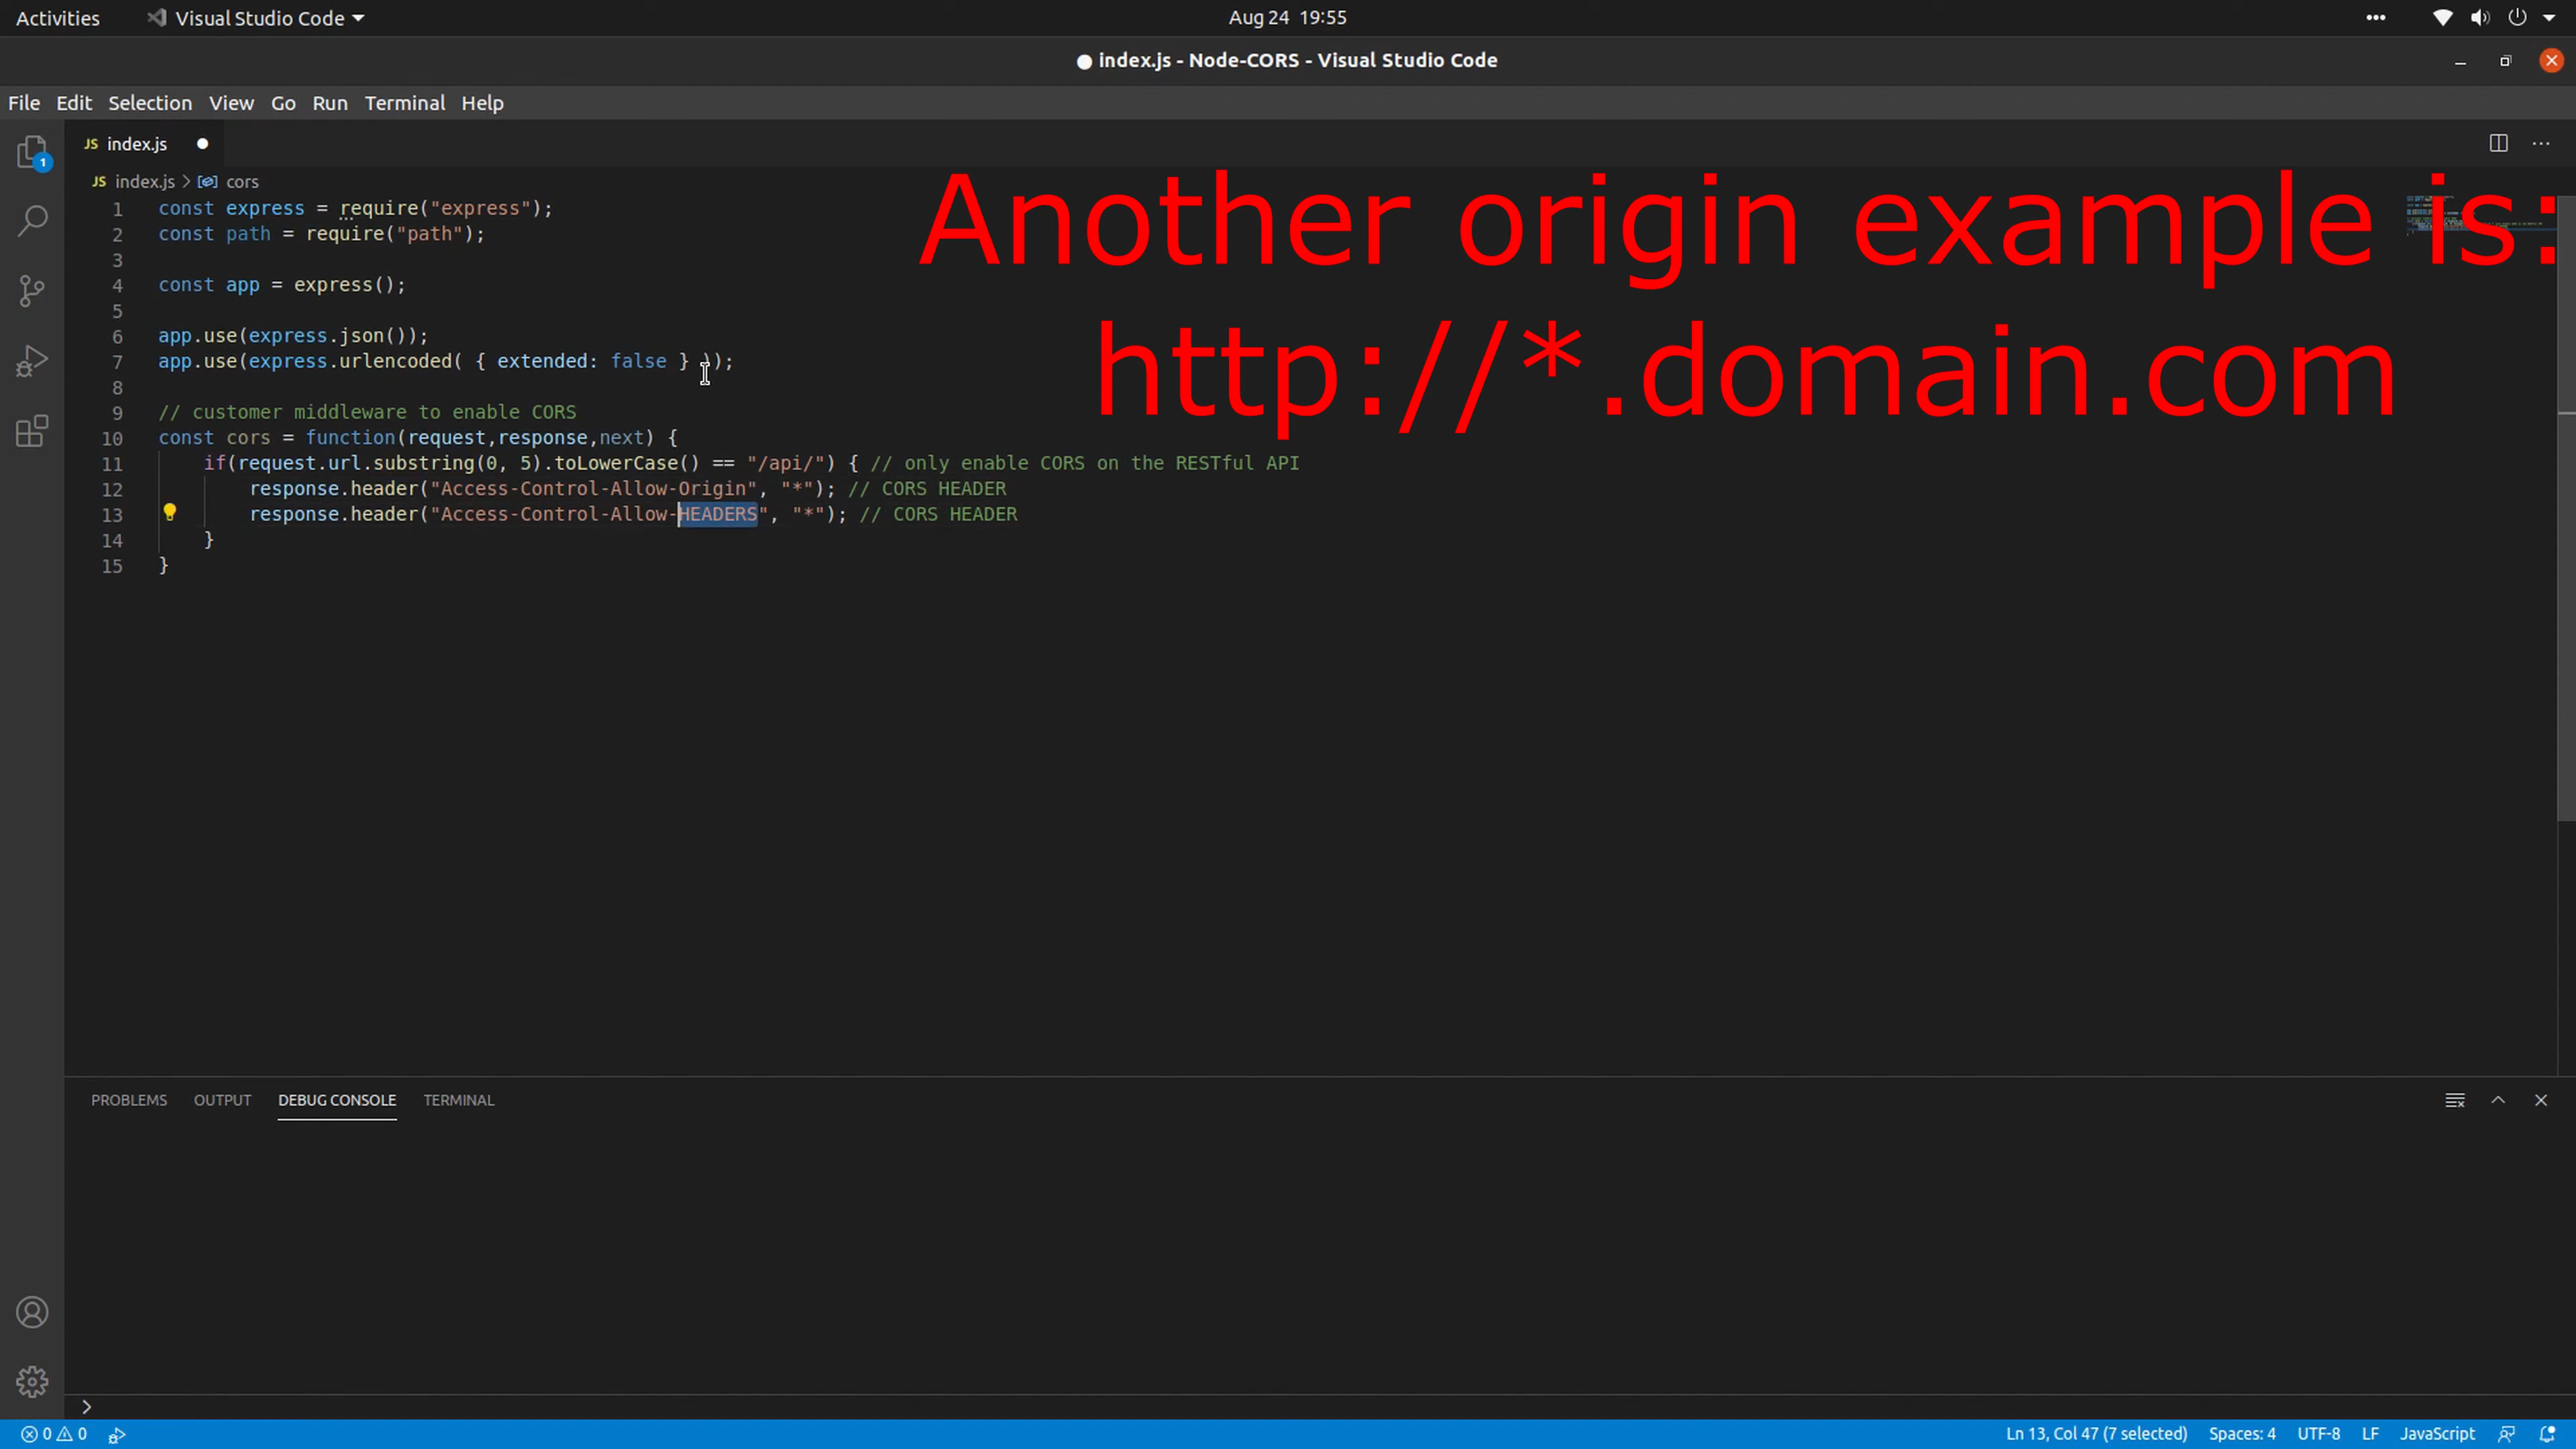 Activities Visual Studio Code Aug 24 19:55
● index.js - Node-CORS - Visual Studio Code
File Edit Selection View Go Run Terminal Help
JS index.js
JS index.js > cors
Another origin example is:
http://*.domain.com
1 const express = require("express");
2 const path = require("path");
3
4 const app = express();
5
6 app.use(express.json());
7 app.use(express.urlencoded( { extended: false } ));
8
9 // customer middleware to enable CORS
10 const cors = function(request,response,next) {
11 if(request.url.substring(0, 5).toLowerCase() == "/api/") { // only enable CORS on the RESTful API
12 response.header("Access-Control-Allow-Origin", "*"); // CORS HEADER
13 response.header("Access-Control-Allow-HEADERS", "*"); // CORS HEADER
14 }
15 }
PROBLEMS OUTPUT DEBUG CONSOLE TERMINAL
0 0 Ln 13, Col 47 (7 selected) Spaces: 4 UTF-8 LF JavaScript